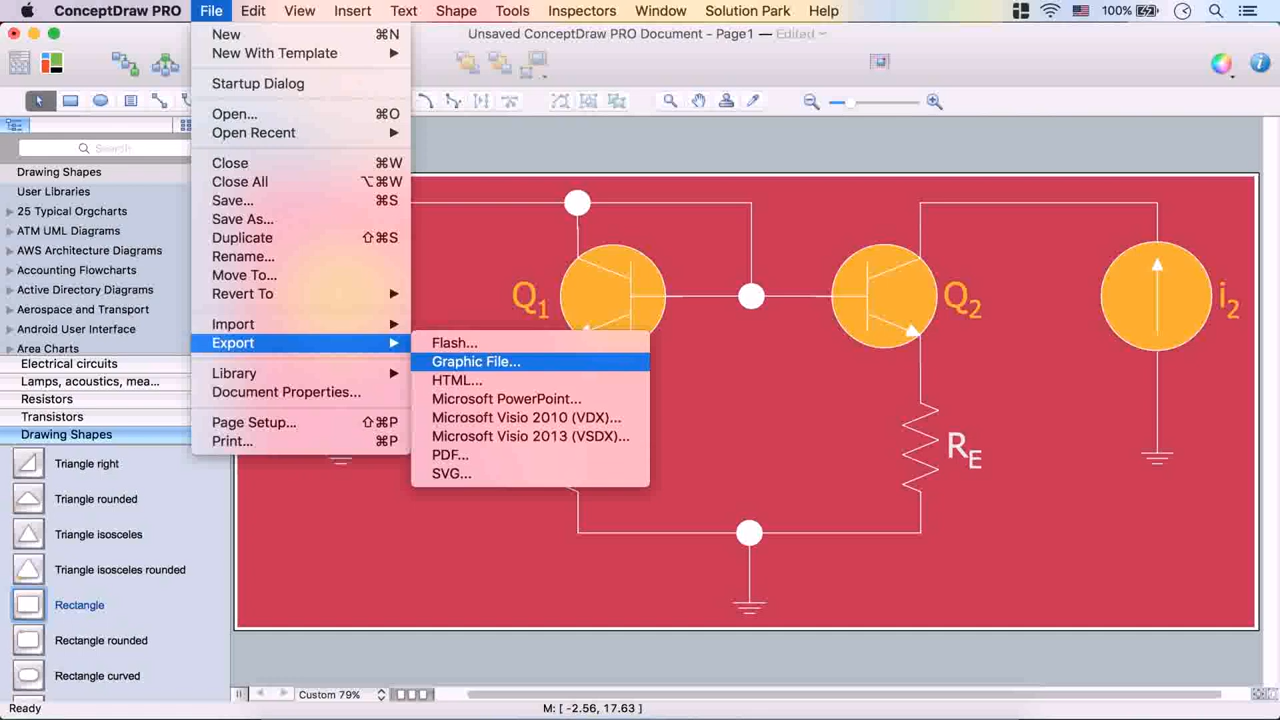 ConceptDraw PRO File Edit View Insert Text Shape Tools Inspectors Window Solution Park Help 100%
Unsaved ConceptDraw PRO Document - Page1 — Edited
New ⌘N
New With Template
Startup Dialog
Open... ⌘O
Open Recent
Close ⌘W
Close All ⌥⌘W
Save... ⌘S
Save As...
Duplicate ⇧⌘S
Rename...
Move To...
Revert To
Import
Export
Library
Document Properties...
Page Setup... ⇧⌘P
Print... ⌘P
Flash...
Graphic File...
HTML...
Microsoft PowerPoint...
Microsoft Visio 2010 (VDX)...
Microsoft Visio 2013 (VSDX)...
PDF...
SVG...
Search
Drawing Shapes
User Libraries
25 Typical Orgcharts
ATM UML Diagrams
AWS Architecture Diagrams
Accounting Flowcharts
Active Directory Diagrams
Aerospace and Transport
Android User Interface
Area Charts
Electrical circuits
Lamps, acoustics, mea...
Resistors
Transistors
Drawing Shapes
Triangle right
Triangle rounded
Triangle isosceles
Triangle isosceles rounded
Rectangle
Rectangle rounded
Rectangle curved
Q1
Q2
i2
RE
Custom 79%
Ready M: [ -2.56, 17.63 ]